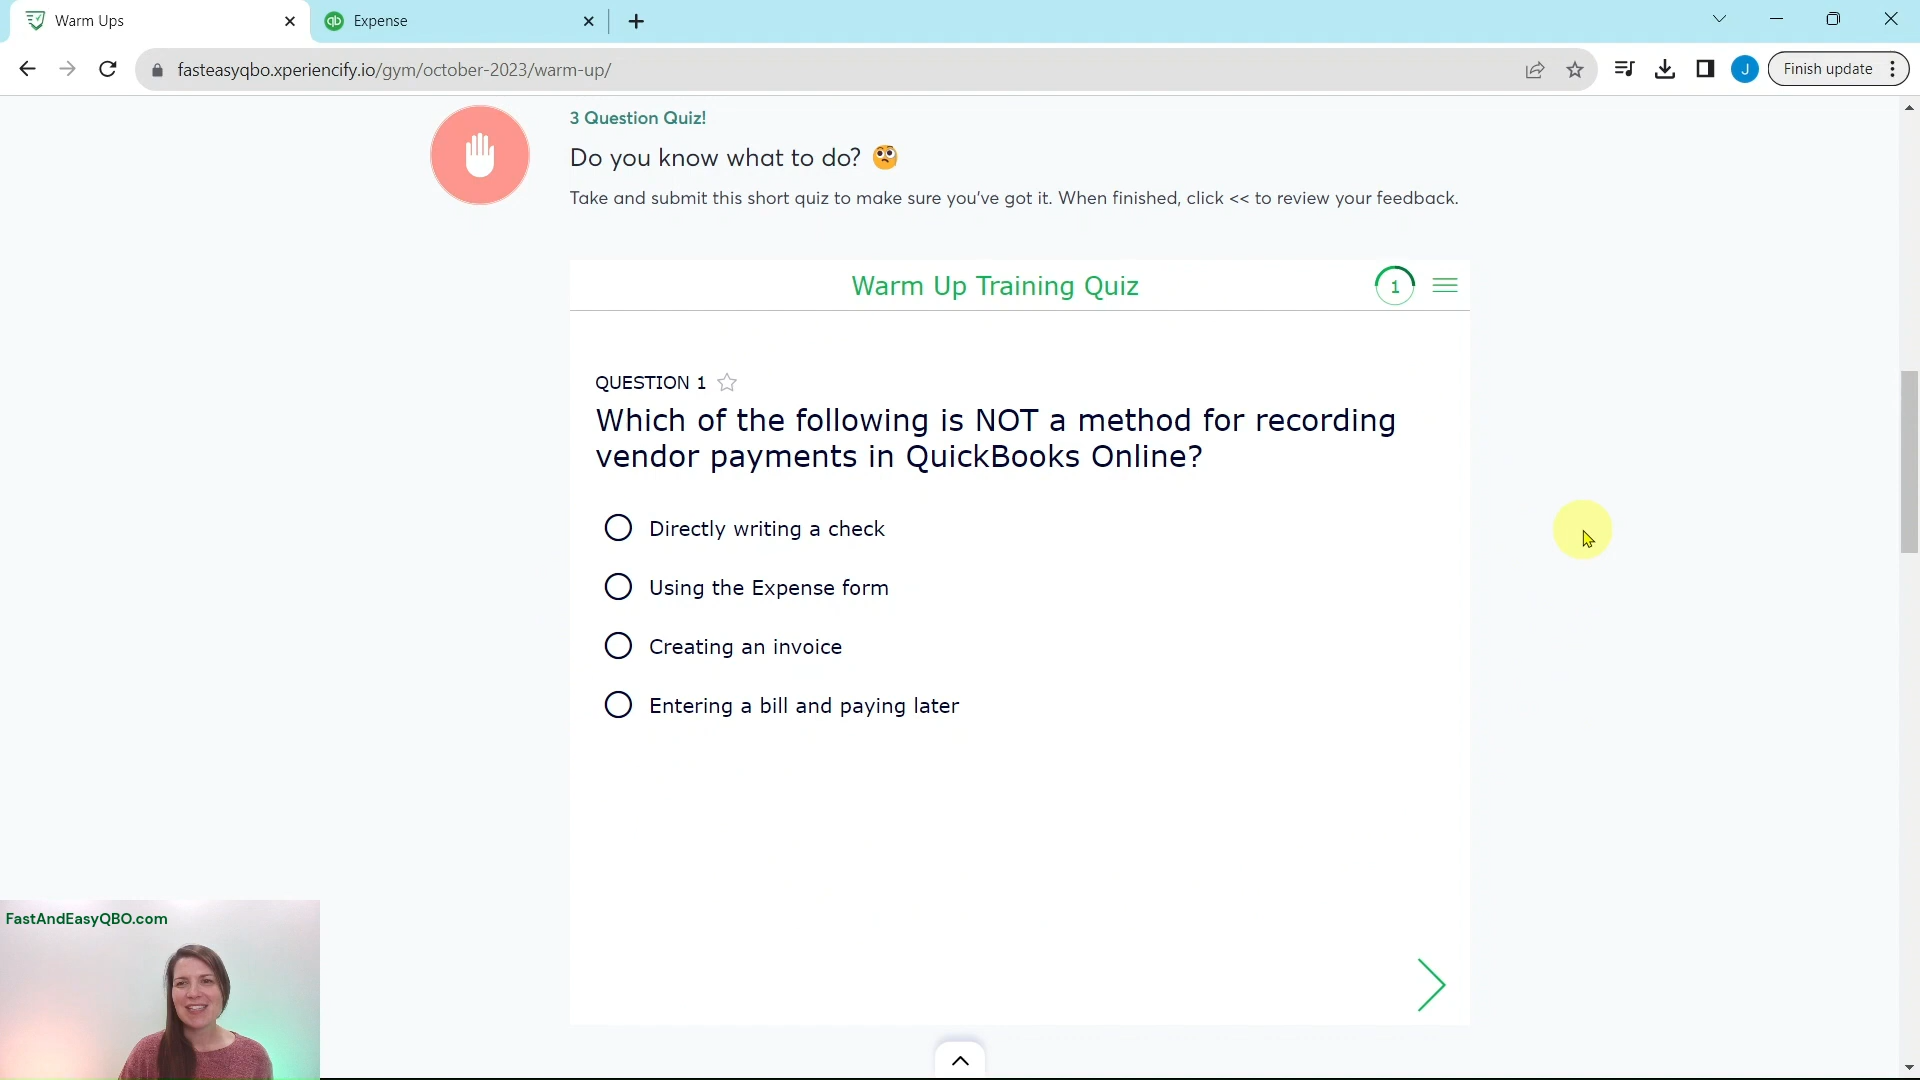 Warm Ups
Expense
fasteasyqbo.xperiencify.io/gym/october-2023/warm-up/
J
Finish update
3 Question Quiz!
Do you know what to do? 🧐
Take and submit this short quiz to make sure you've got it. When finished, click << to review your feedback.
Warm Up Training Quiz
1
QUESTION 1
Which of the following is NOT a method for recording
vendor payments in QuickBooks Online?
Directly writing a check
Using the Expense form
Creating an invoice
Entering a bill and paying later
FastAndEasyQBO.com